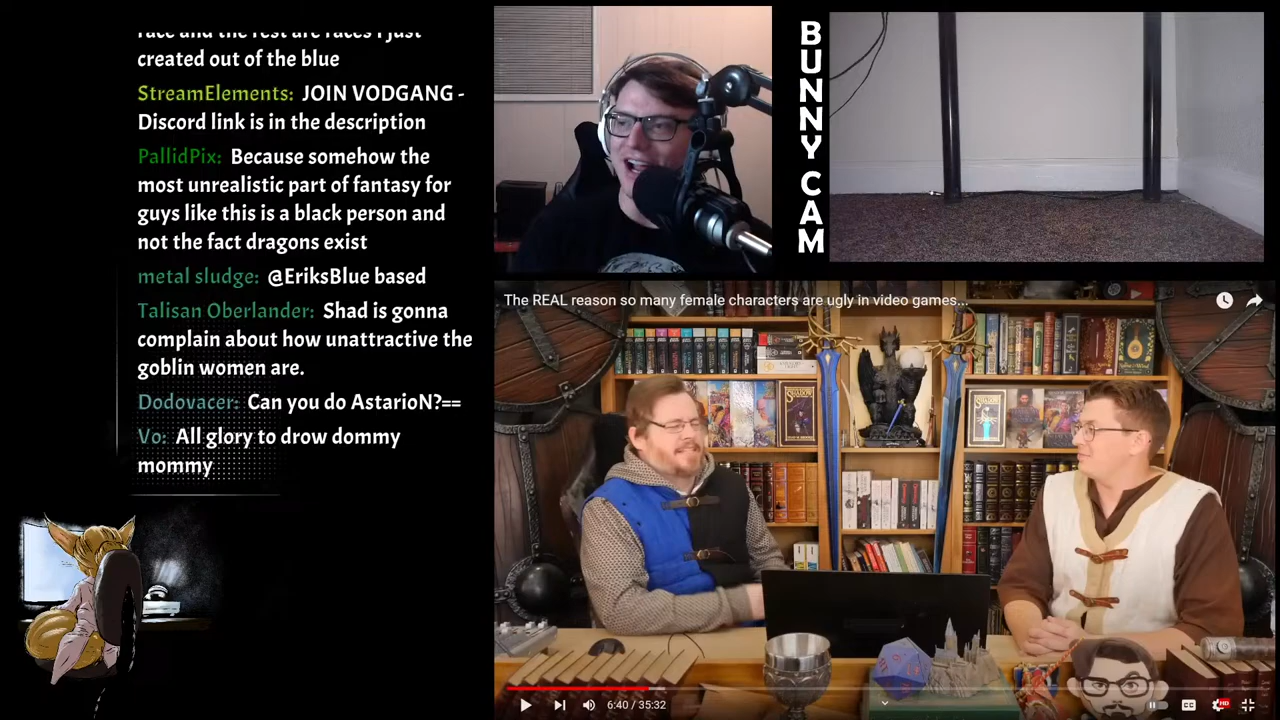 race and the rest are races I just
created out of the blue
StreamElements: JOIN VODGANG -
Discord link is in the description
PallidPix: Because somehow the
most unrealistic part of fantasy for
guys like this is a black person and
not the fact dragons exist
metal sludge: @EriksBlue based
Talisan Oberlander: Shad is gonna
complain about how unattractive the
goblin women are.
Dodovacer: Can you do AstarioN?==
Vo: All glory to drow dommy
mommy
BUNNY CAM
The REAL reason so many female characters are ugly in video games...
6:40 / 35:32
CC
HD